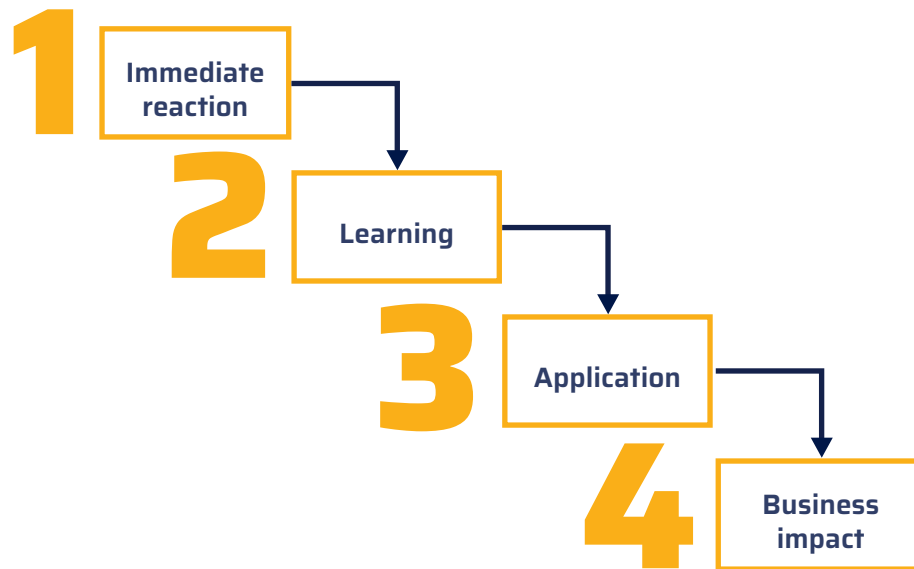 1
Immediate
reaction
2
Learning
3
Application
4
Business
impact